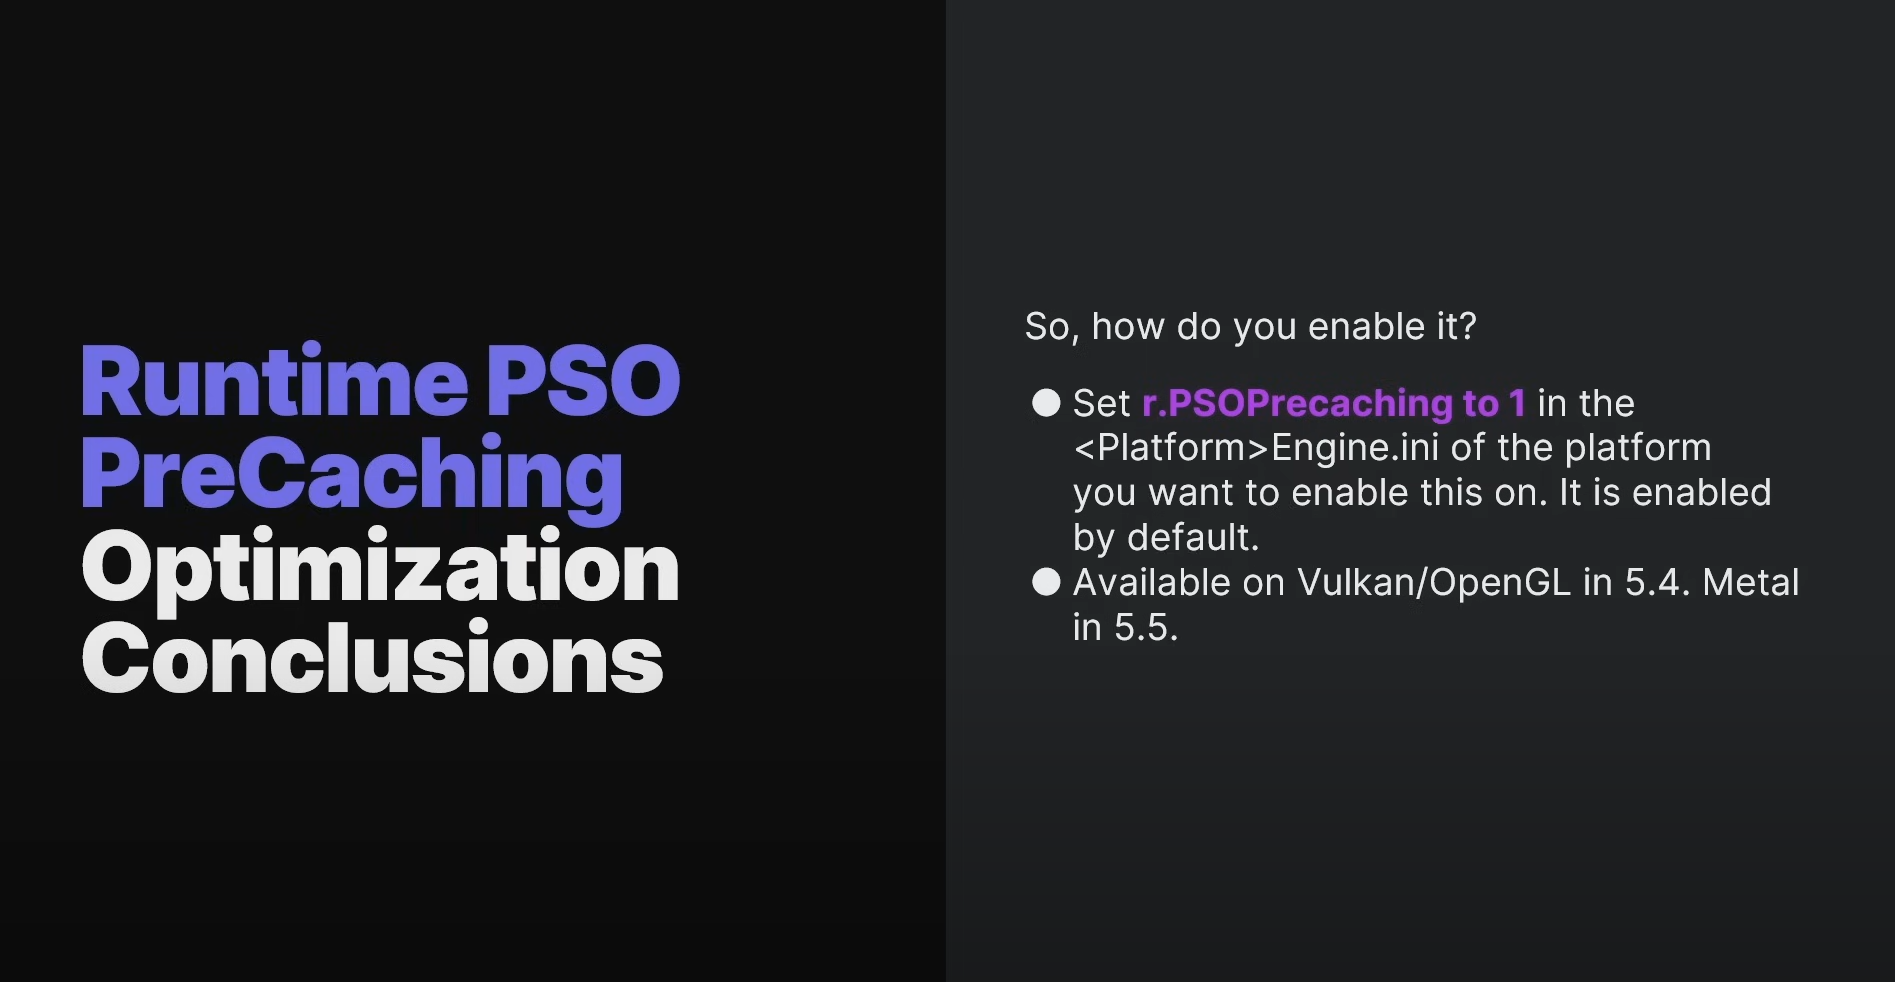 Runtime PSO
PreCaching
Optimization
Conclusions
So, how do you enable it?
● Set r.PSOPrecaching to 1 in the
<Platform>Engine.ini of the platform
you want to enable this on. It is enabled
by default.
● Available on Vulkan/OpenGL in 5.4. Metal
in 5.5.